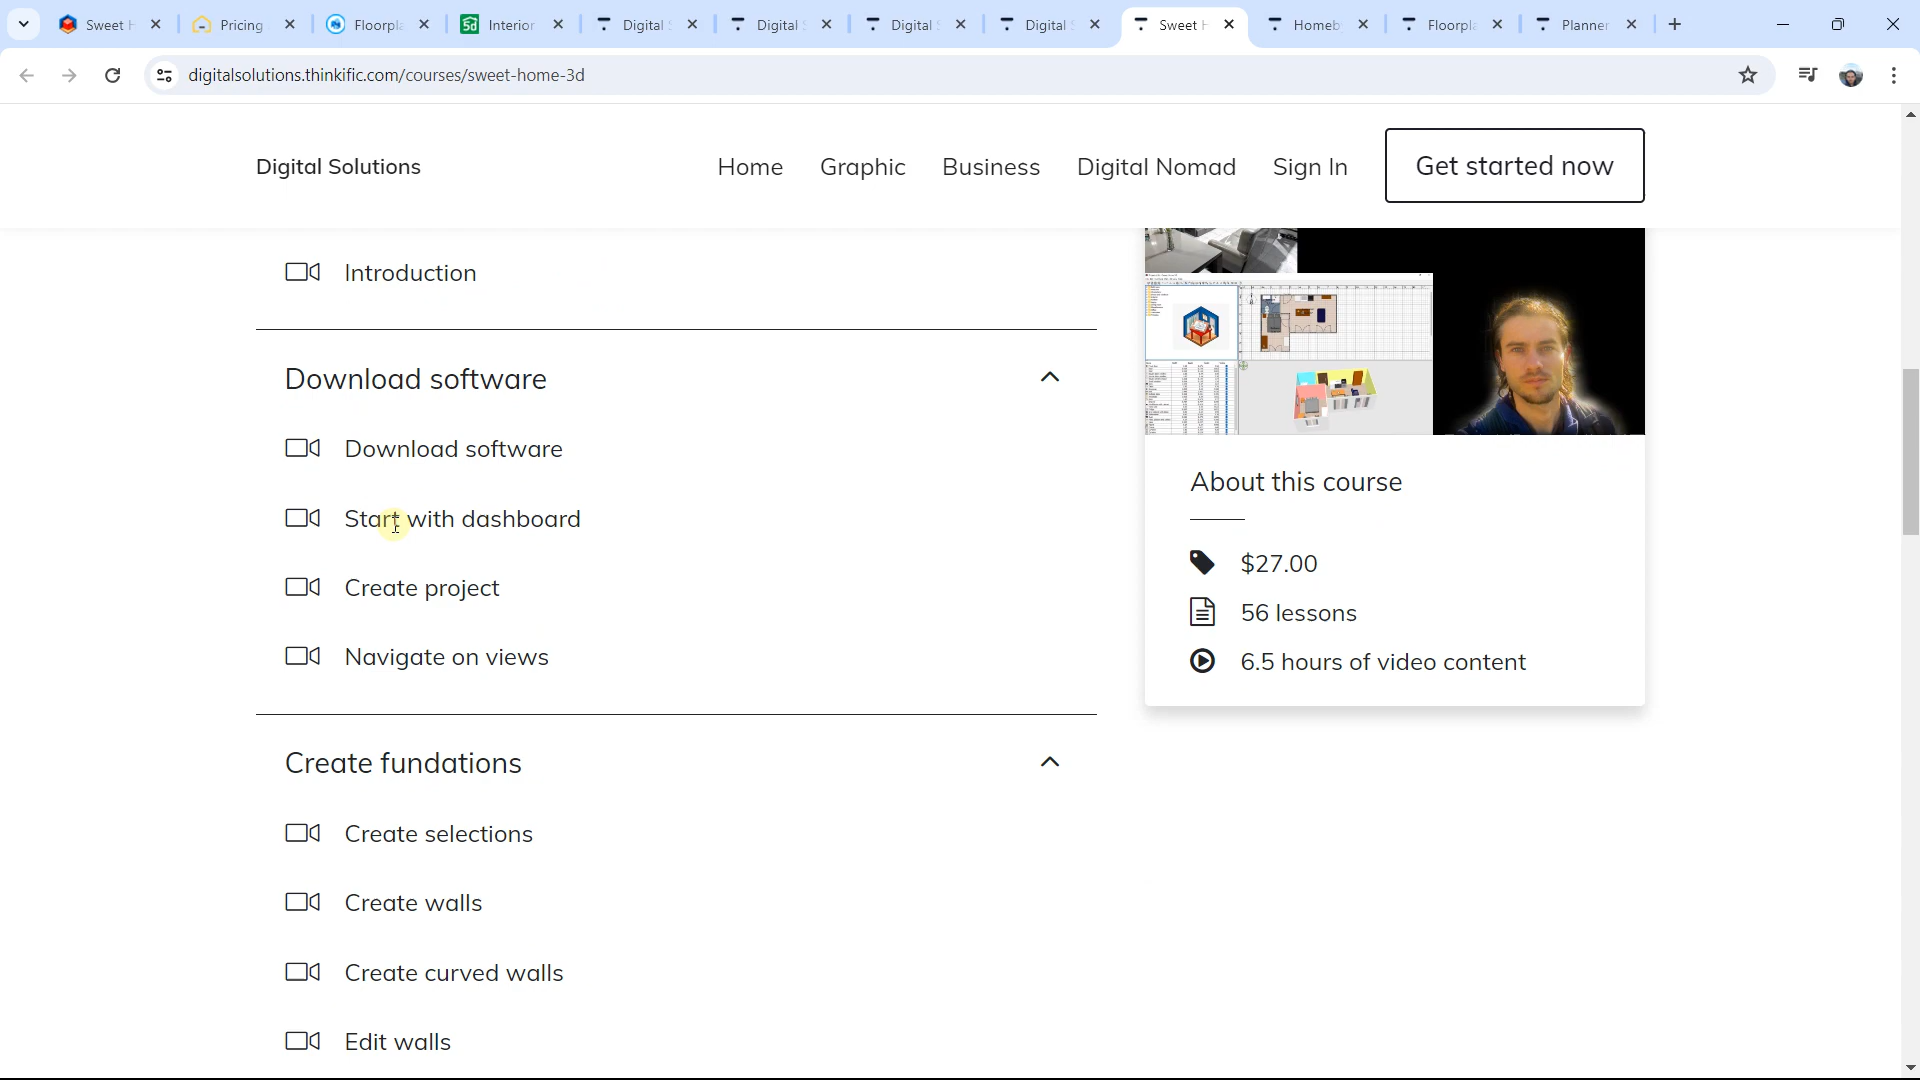 Sweet H
Pricing
Floorpla
Interior
Digital S
Digital S
Digital S
Digital S
Sweet H
Homeb
Floorpla
Planner
digitalsolutions.thinkific.com/courses/sweet-home-3d
Digital Solutions
Home
Graphic
Business
Digital Nomad
Sign In
Get started now
Introduction
Download software
Download software
Start with dashboard
Create project
Navigate on views
Create fundations
Create selections
Create walls
Create curved walls
Edit walls
About this course
$27.00
56 lessons
6.5 hours of video content